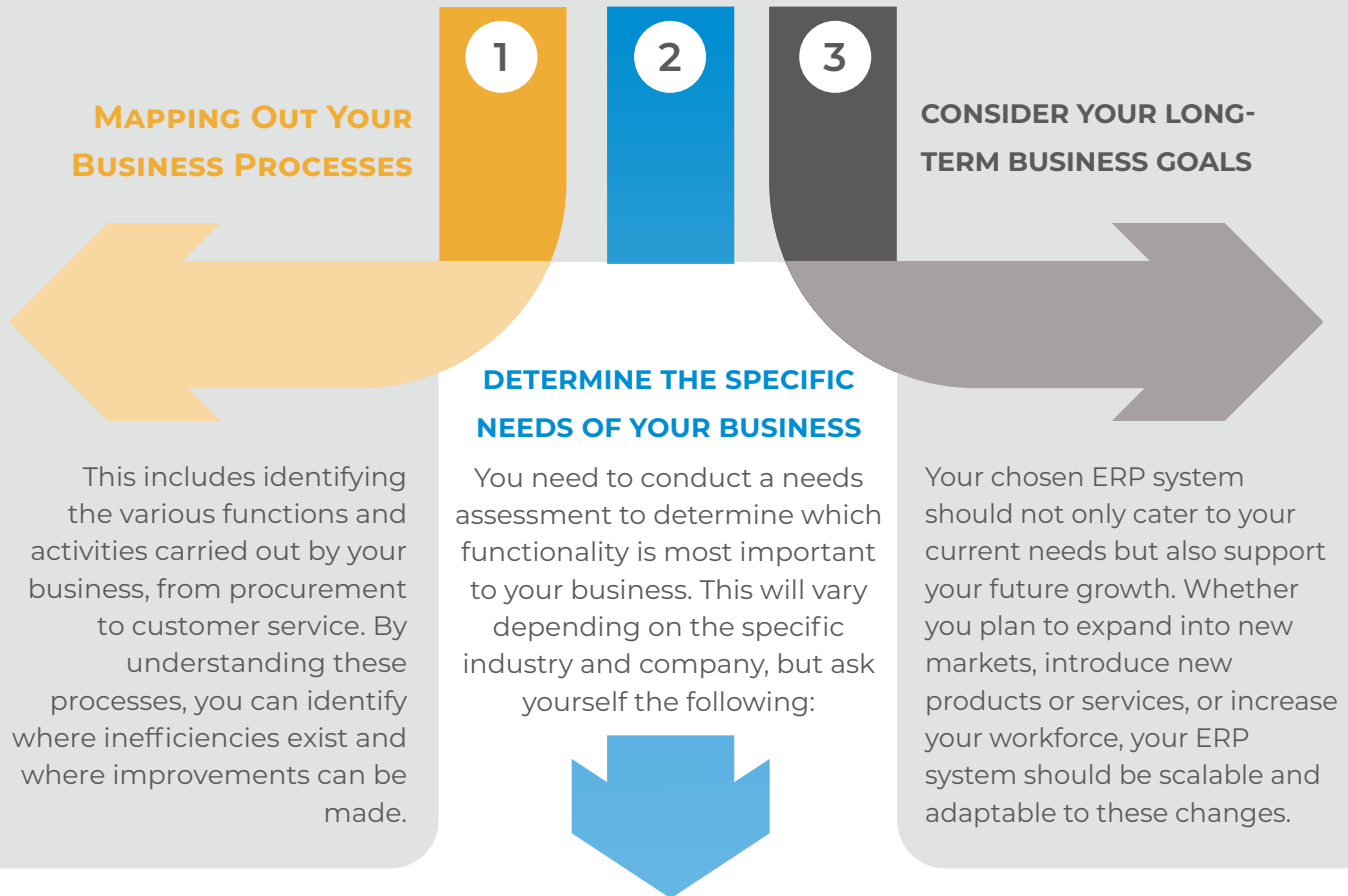 1
MAPPING OUT YOUR
BUSINESS PROCESSES
This includes identifying
the various functions and
activities carried out by your
business, from procurement
to customer service. By
understanding these
processes, you can identify
where inefficiencies exist and
where improvements can be
made.
2
DETERMINE THE SPECIFIC
NEEDS OF YOUR BUSINESS
You need to conduct a needs
assessment to determine which
functionality is most important
to your business. This will vary
depending on the specific
industry and company, but ask
yourself the following:
3
CONSIDER YOUR LONG-
TERM BUSINESS GOALS
Your chosen ERP system
should not only cater to your
current needs but also support
your future growth. Whether
you plan to expand into new
markets, introduce new
products or services, or increase
your workforce, your ERP
system should be scalable and
adaptable to these changes.